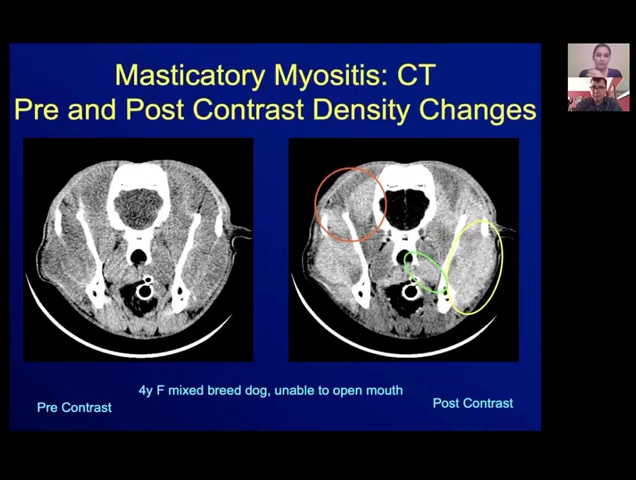 Masticatory Myositis: CT
Pre and Post Contrast Density Changes
4y F mixed breed dog, unable to open mouth
Pre Contrast
Post Contrast